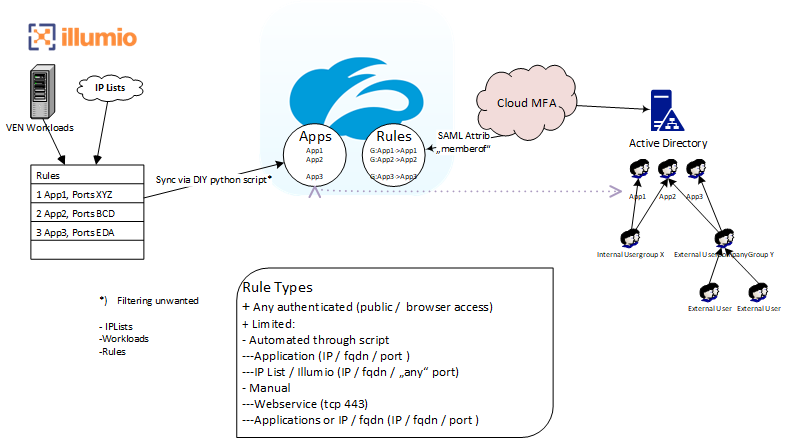 illumio
IP Lists
VEN Workloads
Rules
1 App1, Ports XYZ
2 App2, Ports BCD
3 App3, Ports EDA
Sync via DIY python script*
Apps
App1
App2
App3
Rules
G:App1 >App1
G:App2 >App2
G:App3 >App3
SAML Attrib
„memberof“
Cloud MFA
Active Directory
App1
App2
App3
Internal Usergroup X
External User
CompanyGroup Y
External User
External User
*) Filtering unwanted
- IPLists
-Workloads
-Rules
Rule Types
+ Any authenticated (public / browser access)
+ Limited:
- Automated through script
---Application (IP / fqdn / port )
---IP List / Illumio (IP / fqdn / „any“ port)
- Manual
---Webservice (tcp 443)
---Applications or IP / fqdn (IP / fqdn / port )